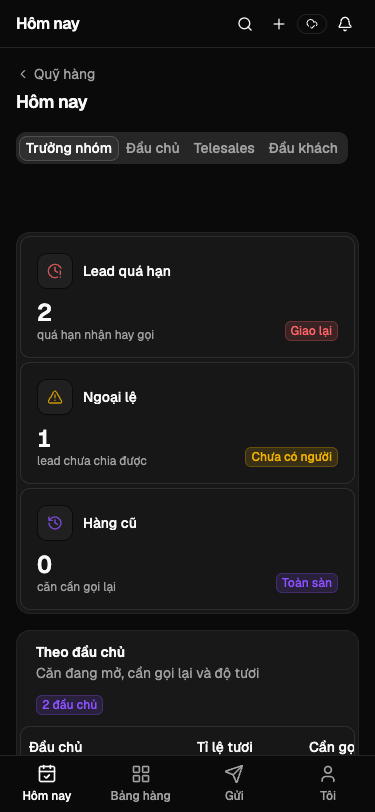 Hôm nay
Quỹ hàng
Hôm nay
Trưởng nhóm Đầu chủ Telesales Đầu khách
Lead quá hạn
2
quá hạn nhận hay gọi
Giao lại
Ngoại lệ
1
lead chưa chia được
Chưa có người
Hàng cũ
0
căn cần gọi lại
Toàn sàn
Theo đầu chủ
Căn đang mở, cần gọi lại và độ tươi
2 đầu chủ
Đầu chủ Tỉ lệ tươi Cần gọ
Hôm nay Bảng hàng Gửi Tôi